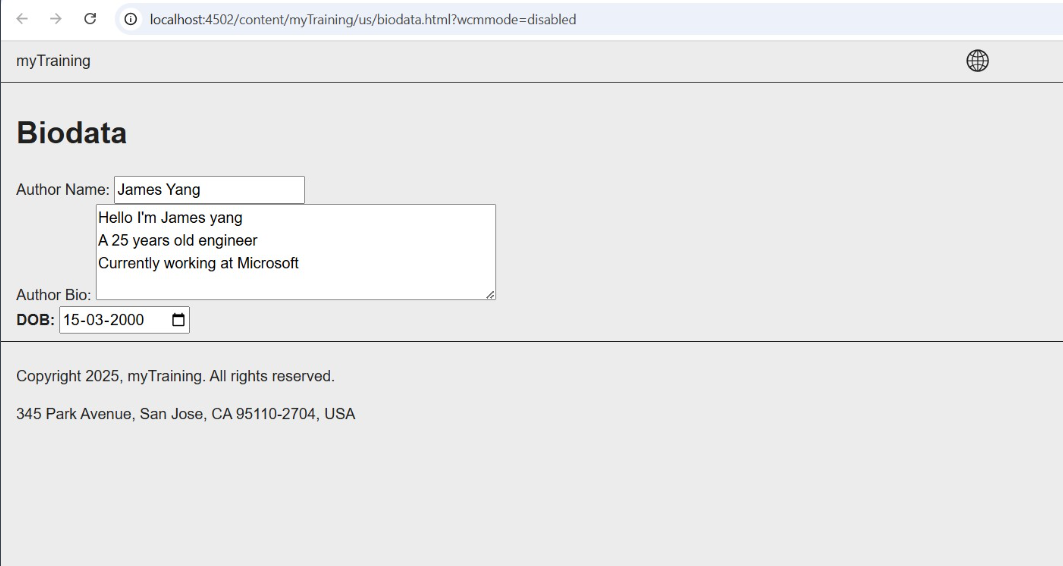 localhost:4502/content/myTraining/us/biodata.html?wcmmode=disabled
myTraining
Biodata
Author Name: James Yang
Hello I'm James yang
A 25 years old engineer
Currently working at Microsoft
Author Bio:
DOB: 15-03-2000
Copyright 2025, myTraining. All rights reserved.
345 Park Avenue, San Jose, CA 95110-2704, USA